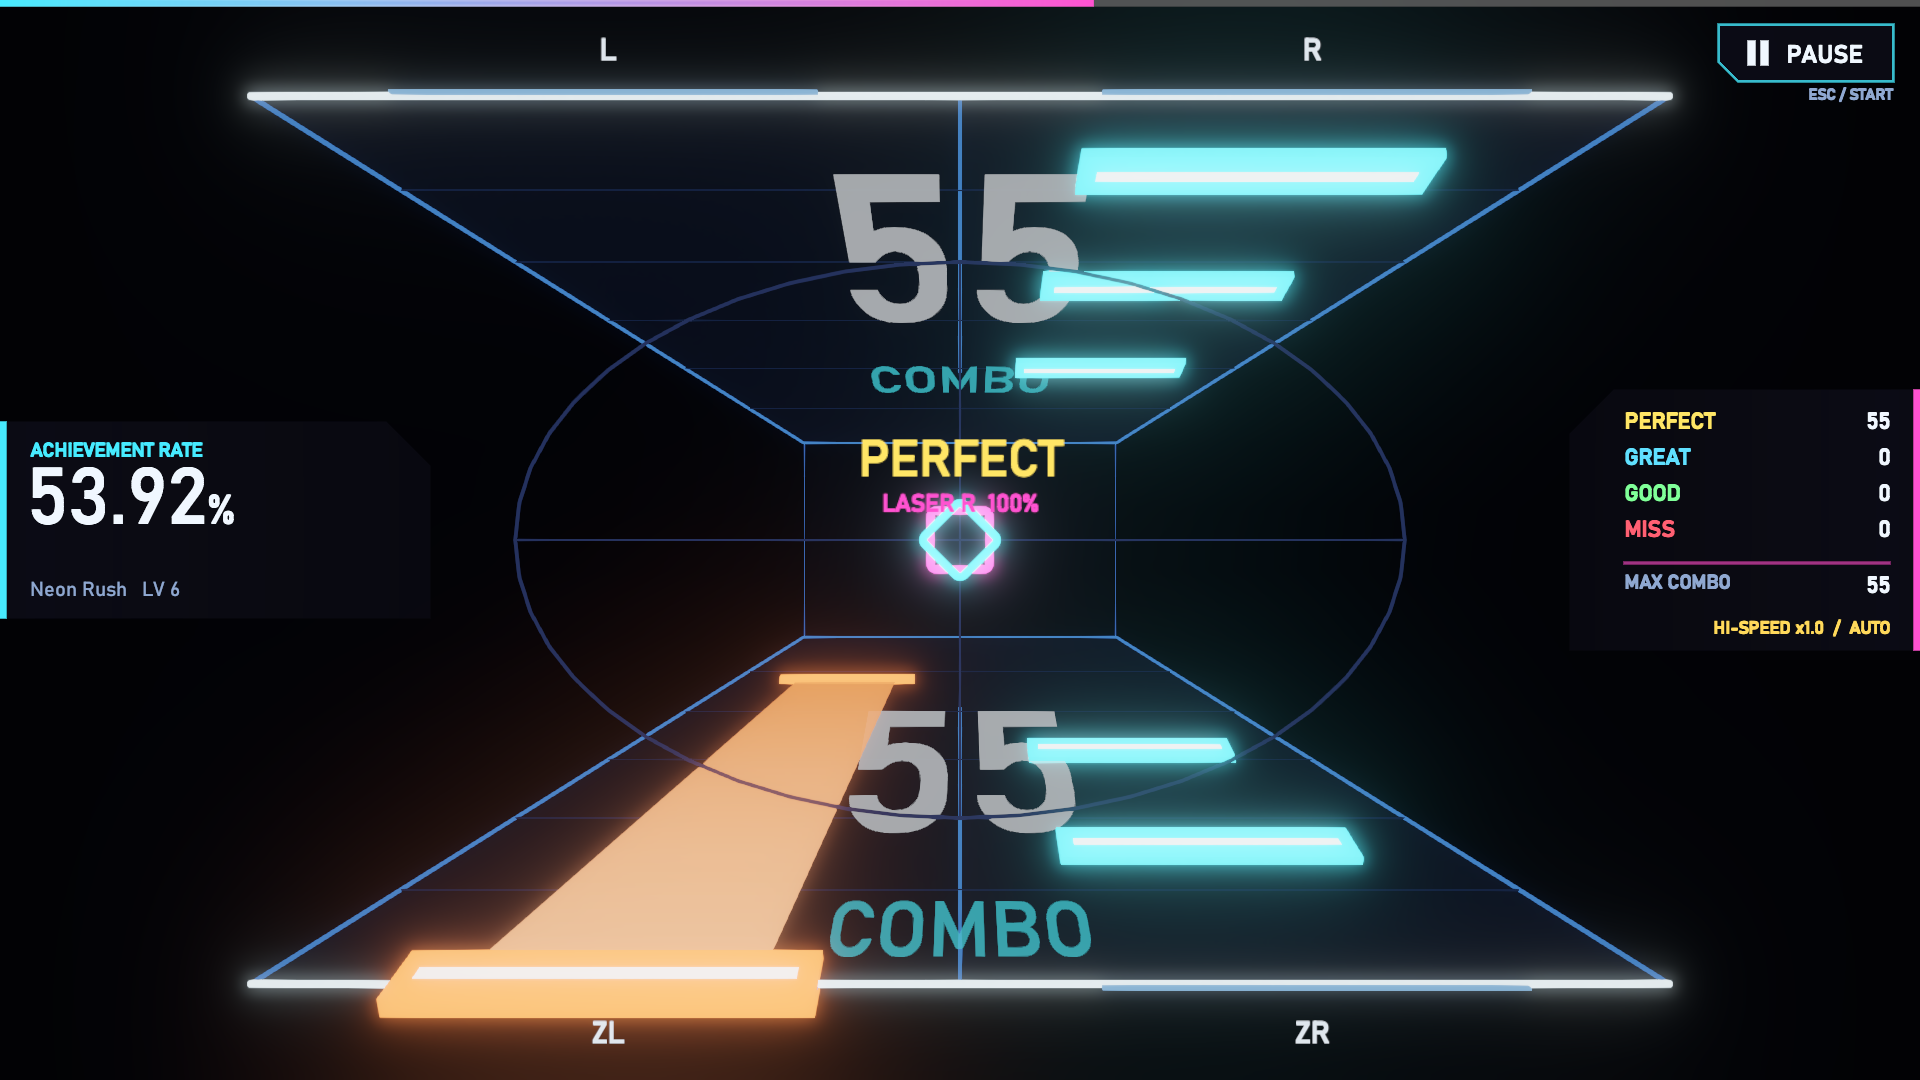 L
R
PAUSE
ESC / START
55
COMBO
PERFECT
LASER R 100%
ACHIEVEMENT RATE
53.92%
Neon Rush LV 6
PERFECT 55
GREAT 0
GOOD 0
MISS 0
MAX COMBO 55
HI-SPEED x1.0 / AUTO
55
COMBO
ZL
ZR